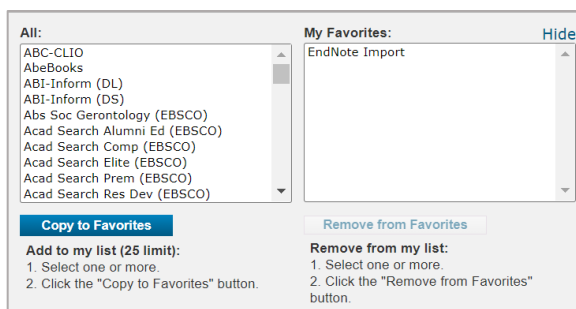 All:
ABC-CLIO
AbeBooks
ABI-Inform (DL)
ABI-Inform (DS)
Abs Soc Gerontology (EBSCO)
Acad Search Alumni Ed (EBSCO)
Acad Search Comp (EBSCO)
Acad Search Elite (EBSCO)
Acad Search Prem (EBSCO)
Acad Search Res Dev (EBSCO)
Copy to Favorites
Add to my list (25 limit):
1. Select one or more.
2. Click the "Copy to Favorites" button.
My Favorites:
Hide
EndNote Import
Remove from Favorites
Remove from my list:
1. Select one or more.
2. Click the "Remove from Favorites"
button.